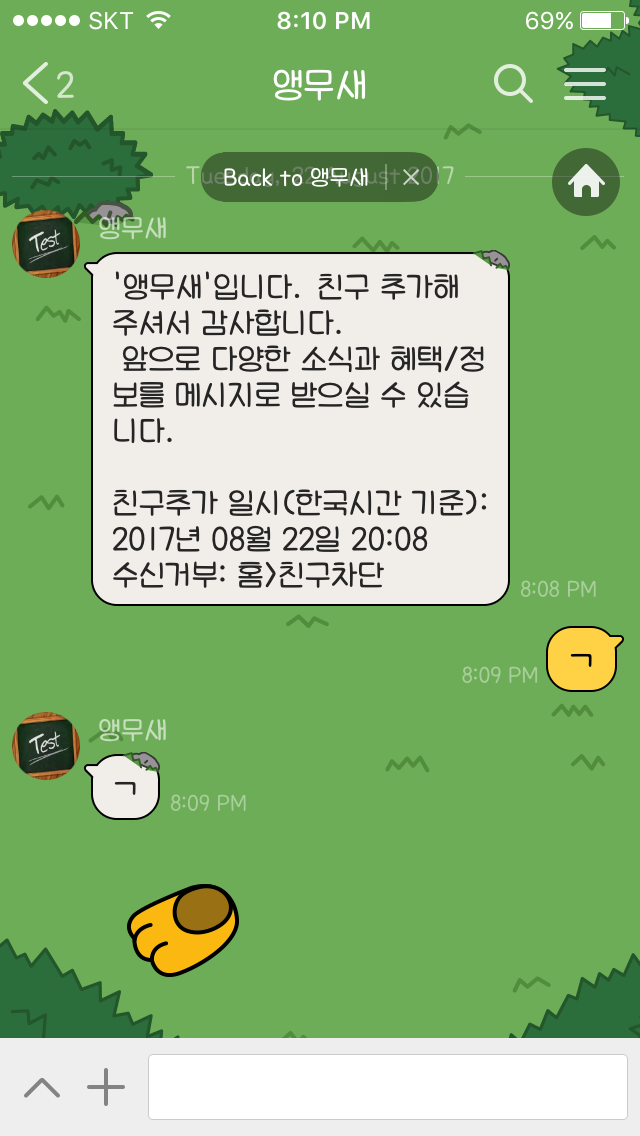 SKT 8:10 PM 69%
2 앵무새
Tuesday, 22 August 2017
Back to 앵무새
앵무새
Test
'앵무새'입니다. 친구 추가해
주셔서 감사합니다.
앞으로 다양한 소식과 혜택/정
보를 메시지로 받으실 수 있습
니다.
친구추가 일시(한국시간 기준):
2017년 08월 22일 20:08
수신거부: 홈>친구차단
8:08 PM
ㄱ
8:09 PM
앵무새
Test
ㄱ
8:09 PM